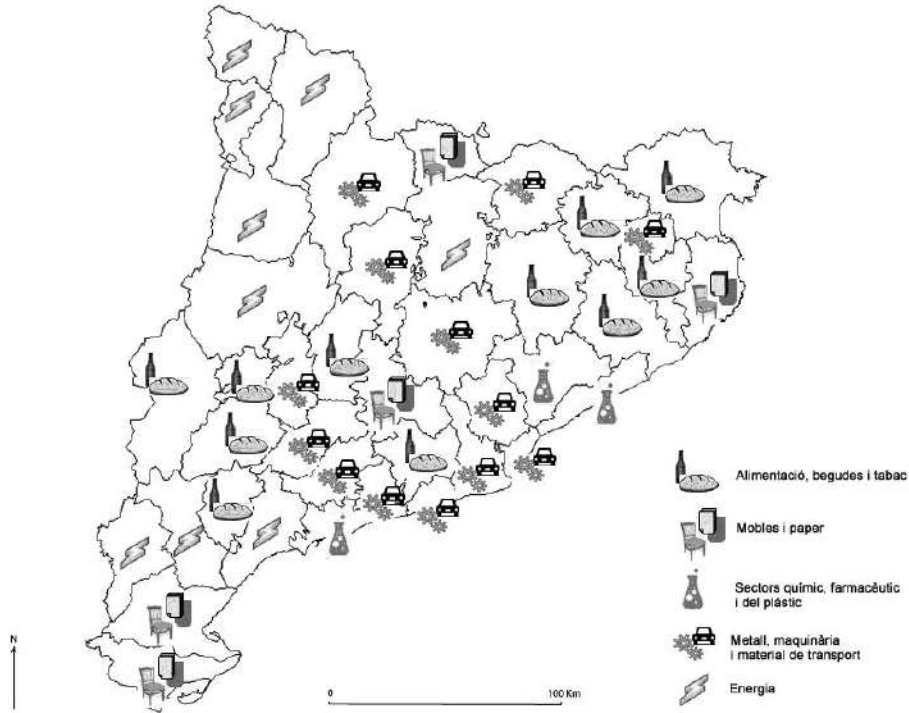 Alimentació, begudes i tabac
Mobles i paper
Sectors químic, farmacèutic
i del plàstic
Metall, maquinària
i material de transport
Energia
N
0 100 Km